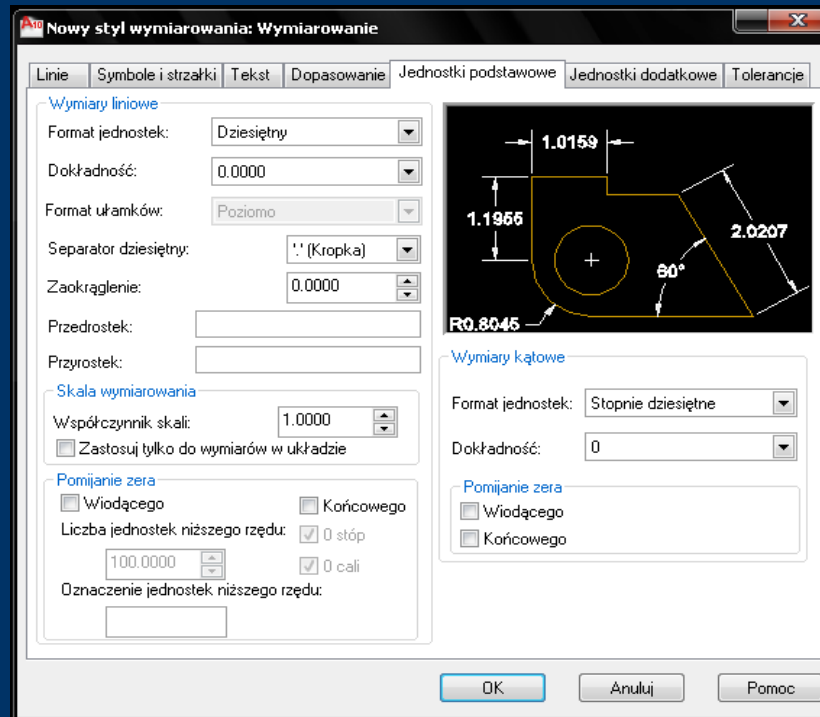 A10 Nowy styl wymiarowania: Wymiarowanie
Linie Symbole i strzałki Tekst Dopasowanie Jednostki podstawowe Jednostki dodatkowe Tolerancje
Wymiary liniowe
Format jednostek: Dziesiętny
Dokładność: 0.0000
Format ułamków: Poziomo
Separator dziesiętny: '.' (Kropka)
Zaokrąglenie: 0.0000
Przedrostek:
Przyrostek:
Skala wymiarowania
Współczynnik skali: 1.0000
Zastosuj tylko do wymiarów w układzie
Pomijanie zera
Wiodącego Końcowego
Liczba jednostek niższego rzędu: 0 stóp
100.0000 0 cali
Oznaczenie jednostek niższego rzędu:
1.0159
1.1955
2.0207
60°
R0.8045
Wymiary kątowe
Format jednostek: Stopnie dziesiętne
Dokładność: 0
Pomijanie zera
Wiodącego
Końcowego
OK Anuluj Pomoc